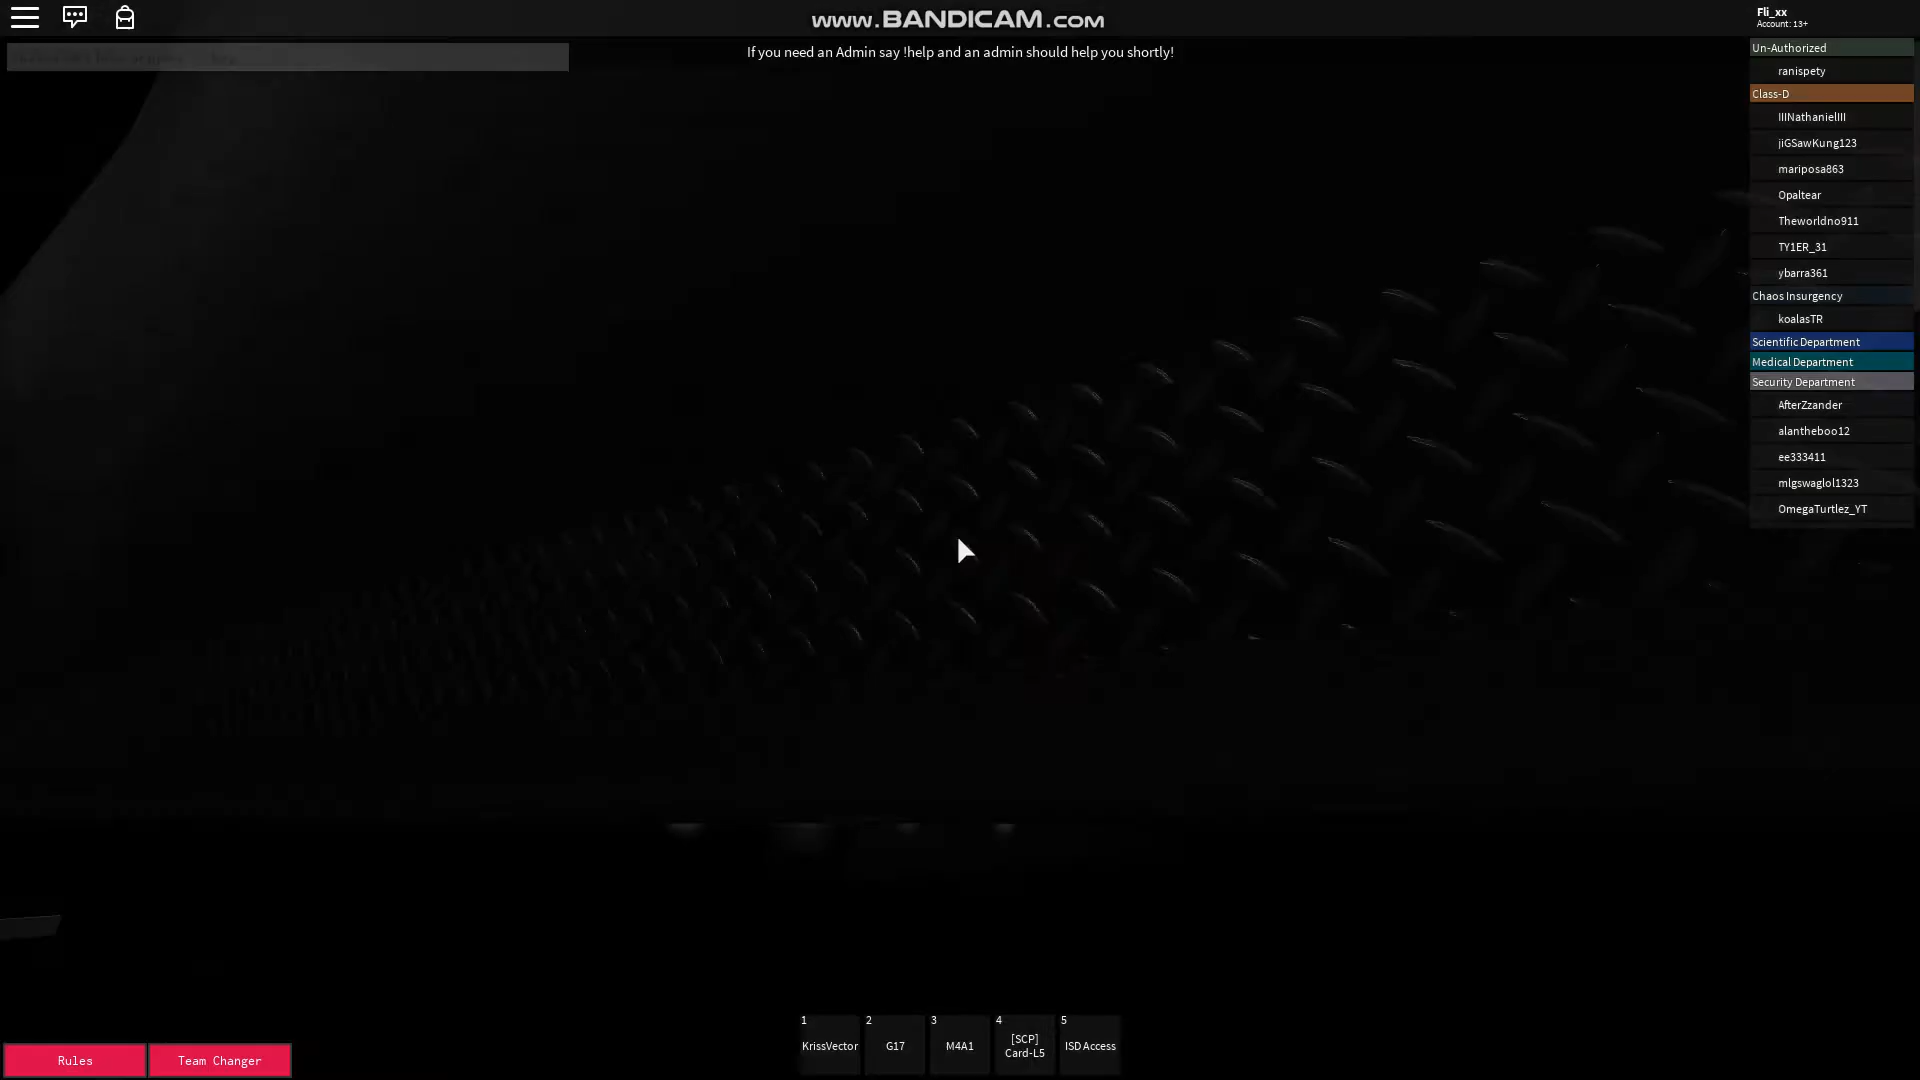 www.BANDICAM.com
Fli_xx
Account: 13+
If you need an Admin say !help and an admin should help you shortly!
Un-Authorized
ranispety
Class-D
IIINathanielIII
jiGSawKung123
mariposa863
Opaltear
Theworldno911
TY1ER_31
ybarra361
Chaos Insurgency
koalasTR
Scientific Department
Medical Department
Security Department
AfterZzander
alantheboo12
ee333411
mlgswaglol1323
OmegaTurtlez_YT
1 KrissVector
2 G17
3 M4A1
4 [SCP] Card-L5
5 ISD Access
Rules
Team Changer